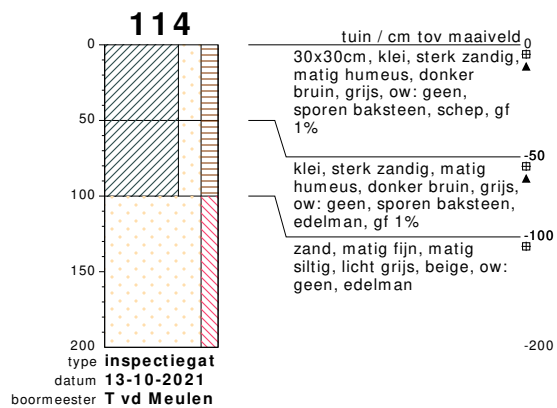 114
tuin / cm tov maaiveld
0
0
30x30cm, klei, sterk zandig,
matig humeus, donker
bruin, grijs, ow: geen,
sporen baksteen, schep, gf
1%
50
-50
klei, sterk zandig, matig
humeus, donker bruin, grijs,
ow: geen, sporen baksteen,
edelman, gf 1%
100
-100
zand, matig fijn, matig
siltig, licht grijs, beige, ow:
geen, edelman
150
200
-200
type inspectiegat
datum 13-10-2021
boormeester T vd Meulen